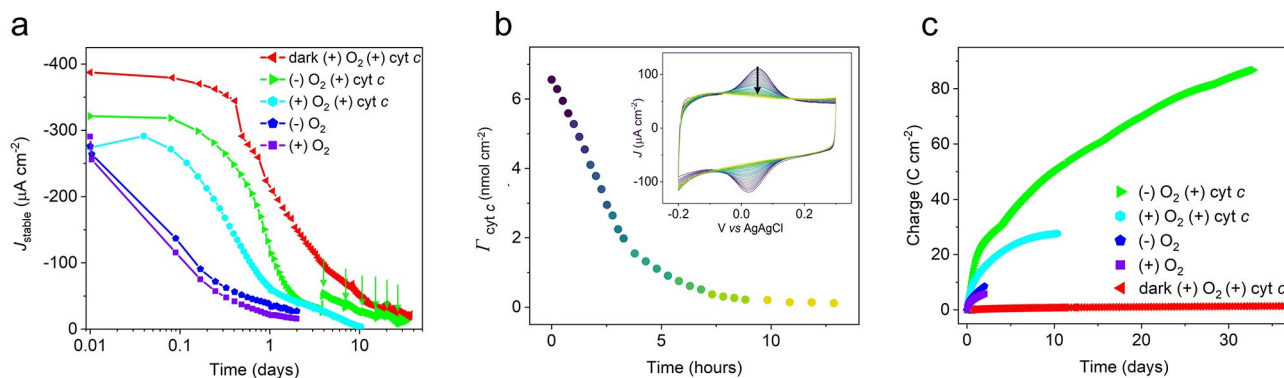 a
-400
-300
-200
-100
0
0.01
0.1
1
10
Time (days)
J stable (µA cm⁻²)
dark (+) O₂ (+) cyt c
(-) O₂ (+) cyt c
(+) O₂ (+) cyt c
(-) O₂
(+) O₂
b
6
4
2
0
0
5
10
Time (hours)
Γ cyt c (nmol cm⁻²)
100
0
-100
-0.2
0.0
0.2
V vs AgAgCl
J (µA cm⁻²)
c
80
60
40
20
0
0
10
20
30
Time (days)
Charge (C cm⁻²)
(-) O₂ (+) cyt c
(+) O₂ (+) cyt c
(-) O₂
(+) O₂
dark (+) O₂ (+) cyt c